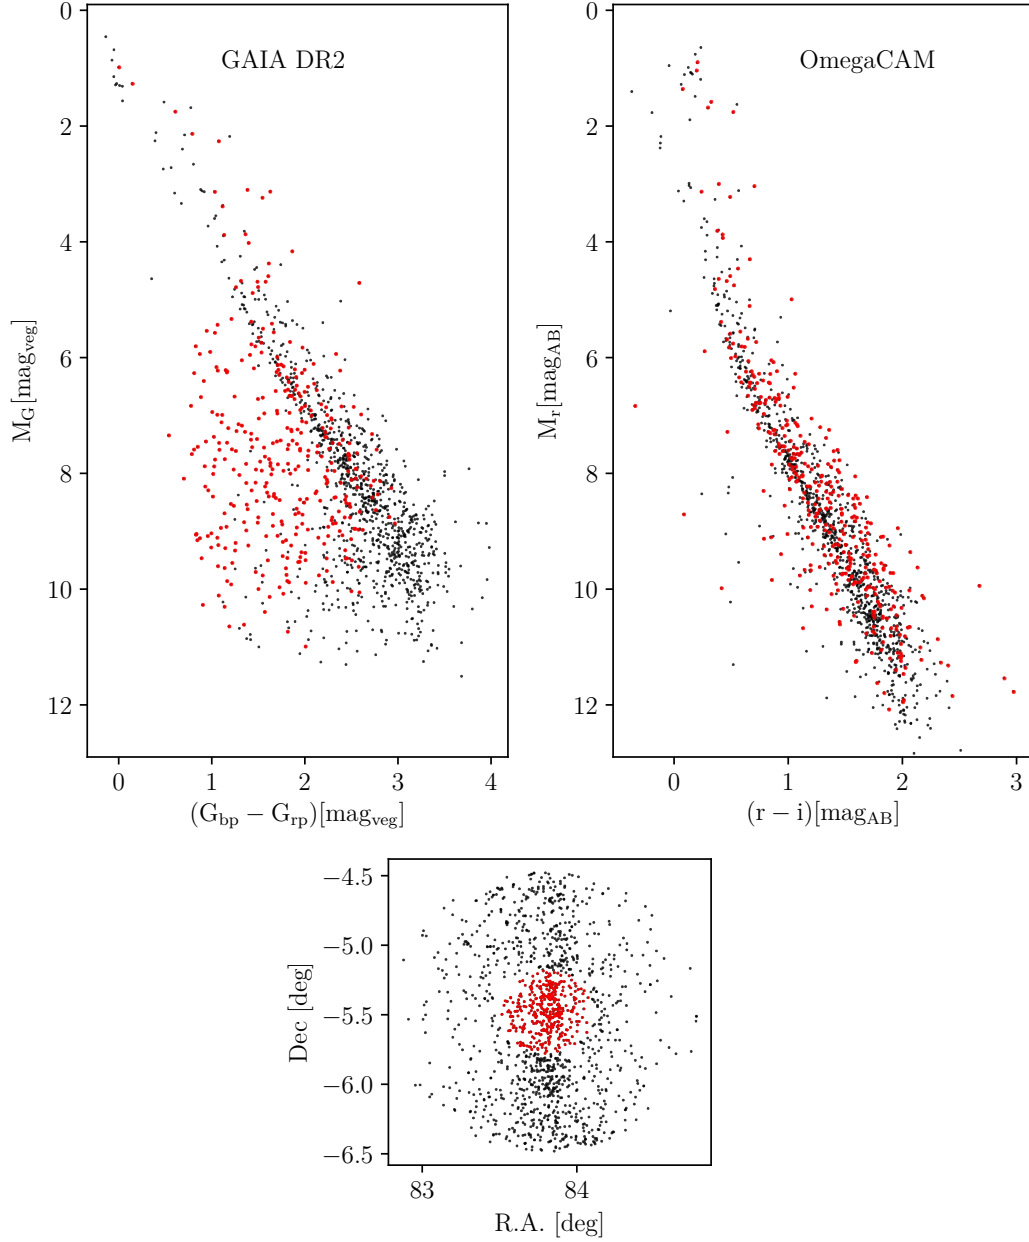 GAIA DR2
OmegaCAM
0
2
4
6
8
10
12
M_G[mag_veg]
0 1 2 3 4
(G_bp − G_rp)[mag_veg]
0
2
4
6
8
10
12
M_r[mag_AB]
0 1 2 3
(r − i)[mag_AB]
−4.5
−5.0
−5.5
−6.0
−6.5
Dec [deg]
83 84
R.A. [deg]